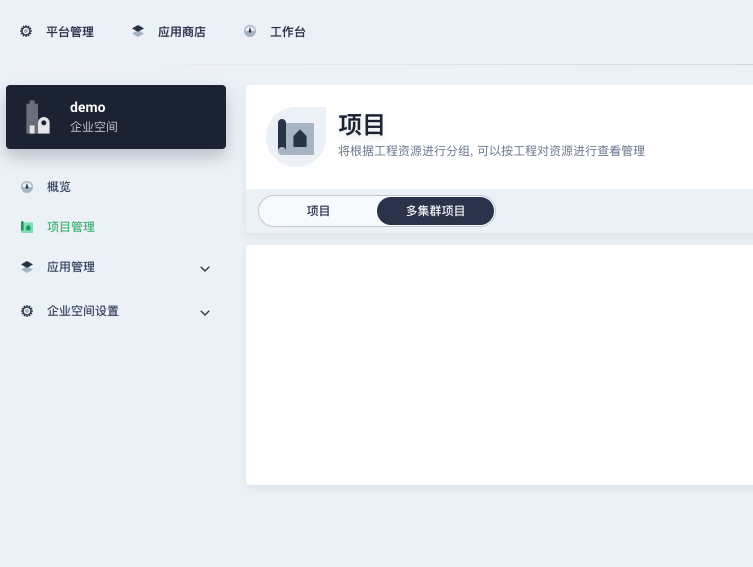 平台管理
应用商店
工作台
demo
企业空间
概览
项目管理
应用管理
企业空间设置
项目
将根据工程资源进行分组, 可以按工程对资源进行查看管理
项目
多集群项目